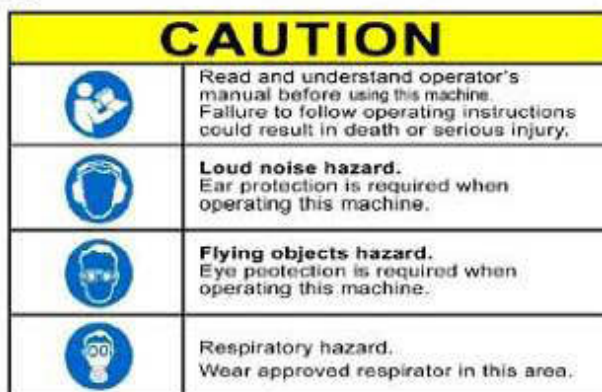 CAUTION
Read and understand operator's
manual before using this machine.
Failure to follow operating instructions
could result in death or serious injury.
Loud noise hazard.
Ear protection is required when
operating this machine.
Flying objects hazard.
Eye peotection is required when
operating this machine.
Respiratory hazard.
Wear approved respirator in this area.